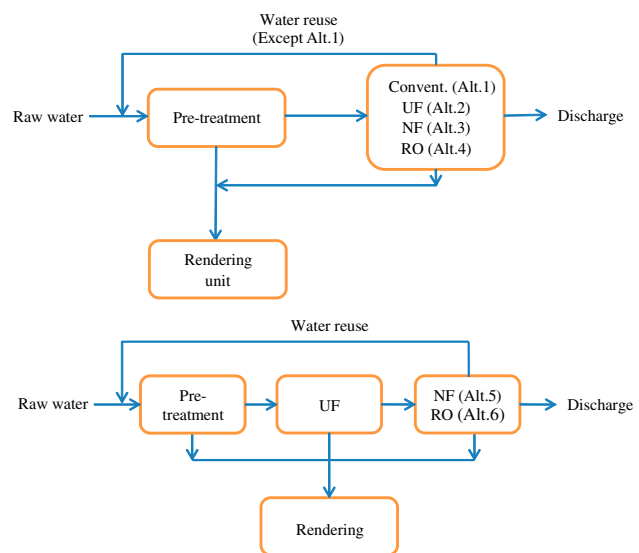 Water reuse
(Except Alt.1)
Raw water
Pre-treatment
Convent. (Alt.1)
UF (Alt.2)
NF (Alt.3)
RO (Alt.4)
Discharge
Rendering
unit
Water reuse
Raw water
Pre-
treatment
UF
NF (Alt.5)
RO (Alt.6)
Discharge
Rendering